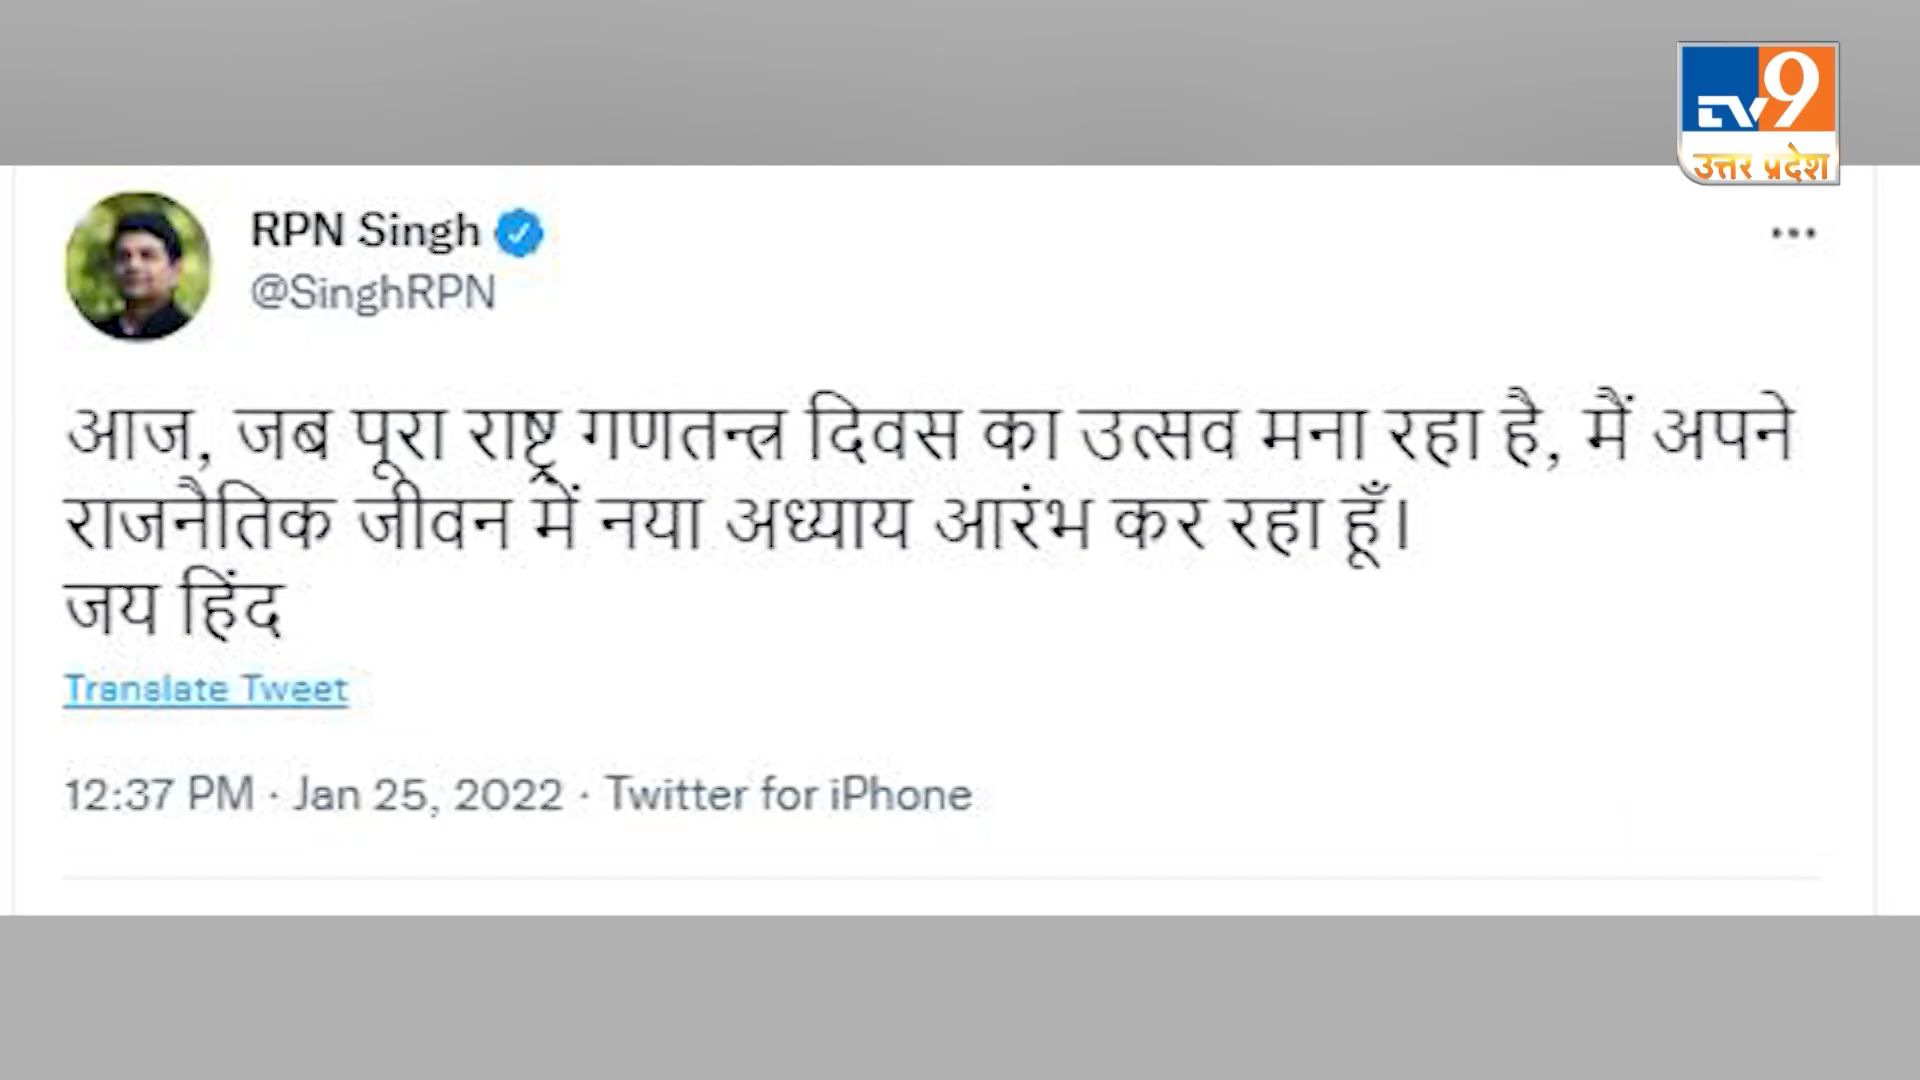 TV9
उत्तर प्रदेश
RPN Singh
@SinghRPN
आज, जब पूरा राष्ट्र गणतन्त्र दिवस का उत्सव मना रहा है, मैं अपने
राजनैतिक जीवन में नया अध्याय आरंभ कर रहा हूँ।
जय हिंद
Translate Tweet
12:37 PM · Jan 25, 2022 · Twitter for iPhone